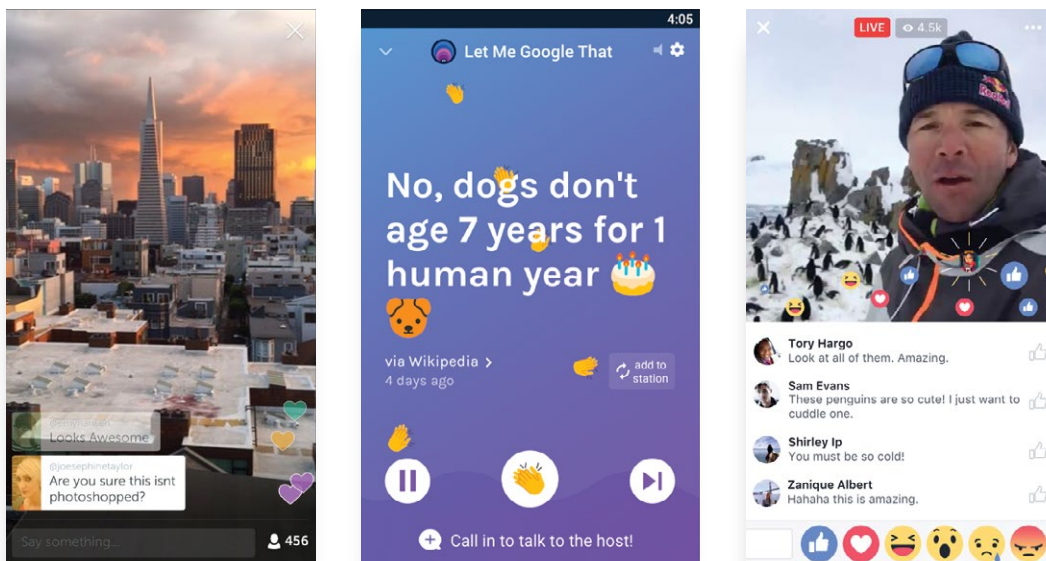 @emyhansen
Looks Awesome
@joesephinetaylor
Are you sure this isnt
photoshopped?
Say something...
456
4:05
Let Me Google That
No, dogs don't
age 7 years for 1
human year
via Wikipedia >
4 days ago
add to
station
Call in to talk to the host!
LIVE
4.5k
Tory Hargo
Look at all of them. Amazing.
Sam Evans
These penguins are so cute! I just want to
cuddle one.
Shirley Ip
You must be so cold!
Zanique Albert
Hahaha this is amazing.